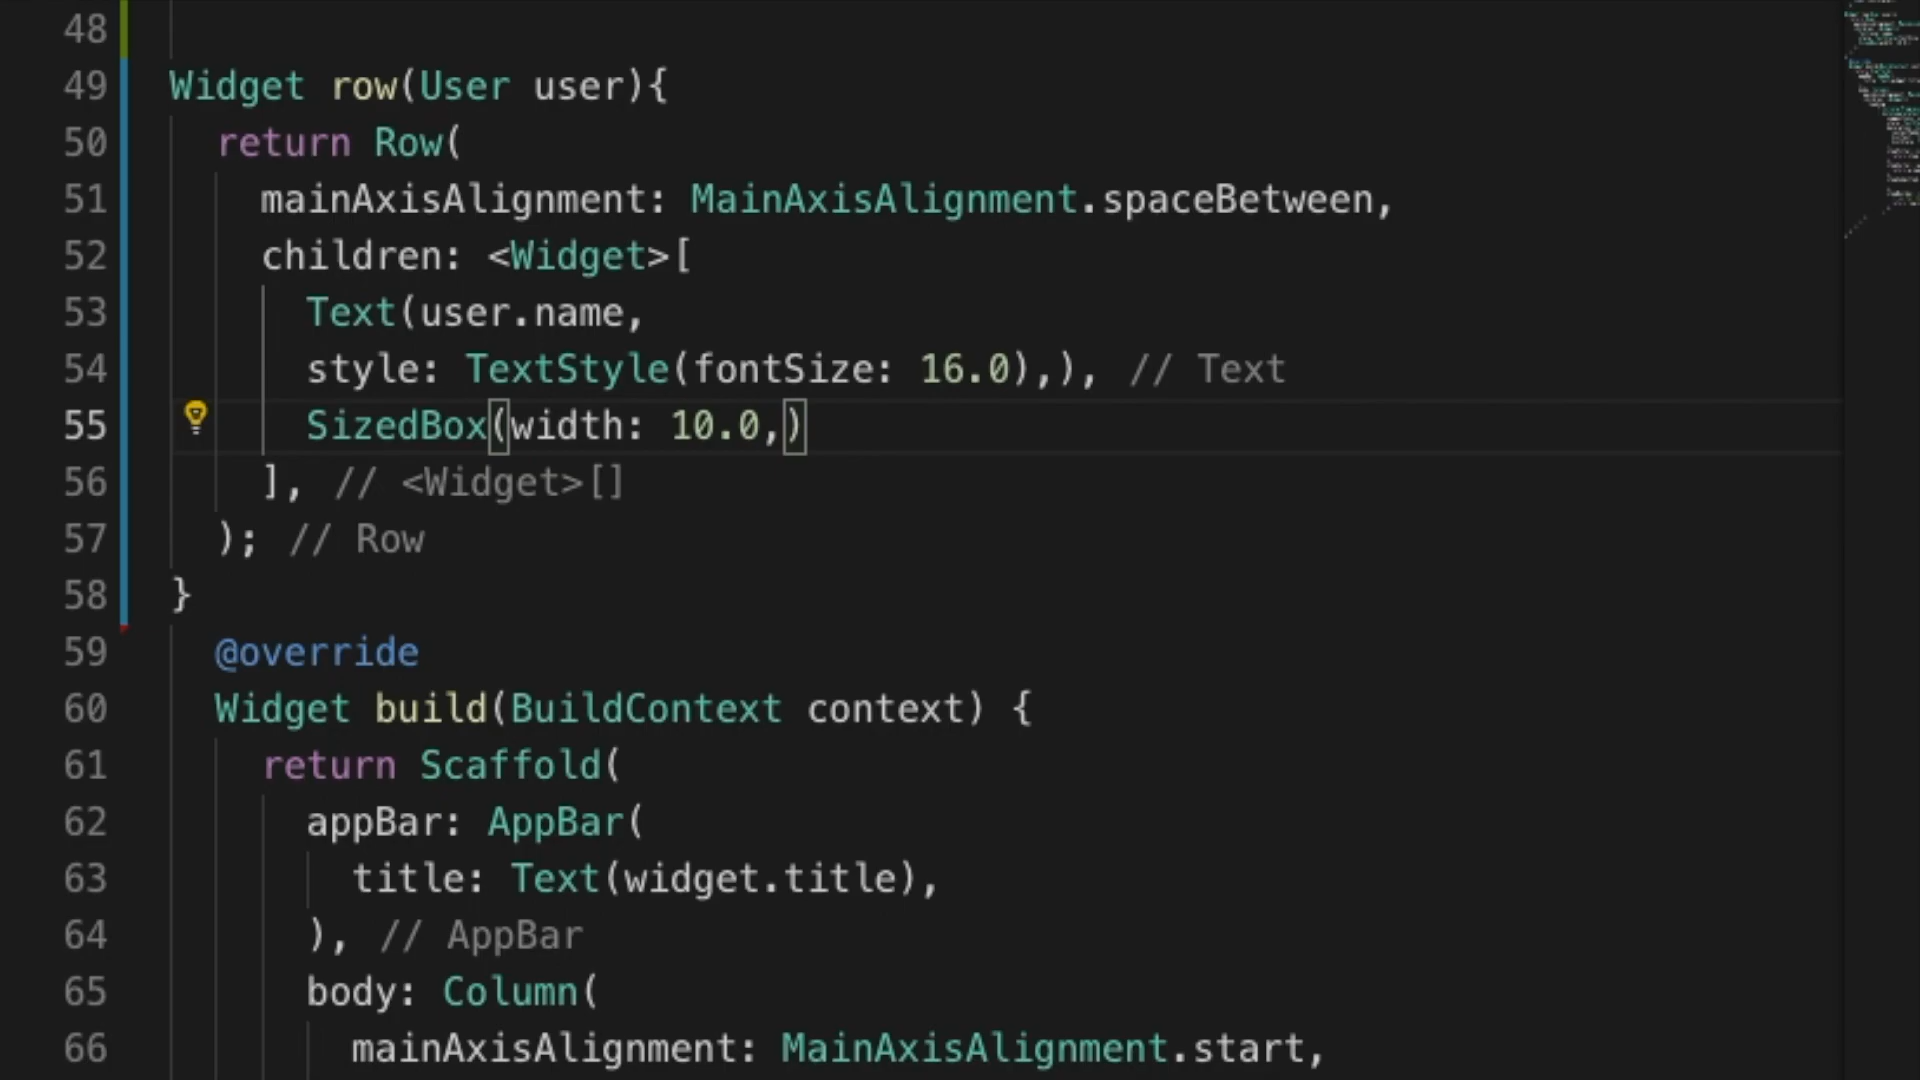 48
49 Widget row(User user){
50 return Row(
51 mainAxisAlignment: MainAxisAlignment.spaceBetween,
52 children: <Widget>[
53 Text(user.name,
54 style: TextStyle(fontSize: 16.0),), // Text
55 SizedBox(width: 10.0,)
56 ], // <Widget>[]
57 ); // Row
58 }
59 @override
60 Widget build(BuildContext context) {
61 return Scaffold(
62 appBar: AppBar(
63 title: Text(widget.title),
64 ), // AppBar
65 body: Column(
66 mainAxisAlignment: MainAxisAlignment.start,